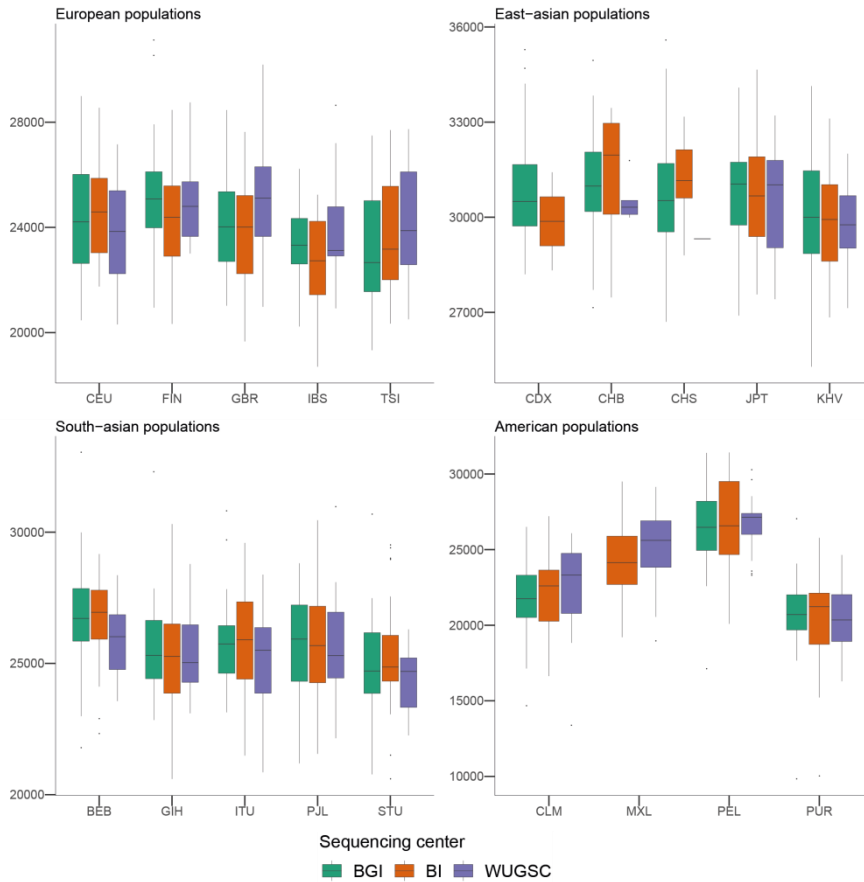 European populations
28000
24000
20000
CEU FIN GBR IBS TSI
East-asian populations
36000
33000
30000
27000
CDX CHB CHS JPT KHV
South-asian populations
30000
25000
20000
BEB GIH ITU PJL STU
American populations
30000
25000
20000
15000
10000
CLM MXL PEL PUR
Sequencing center
BGI BI WUGSC